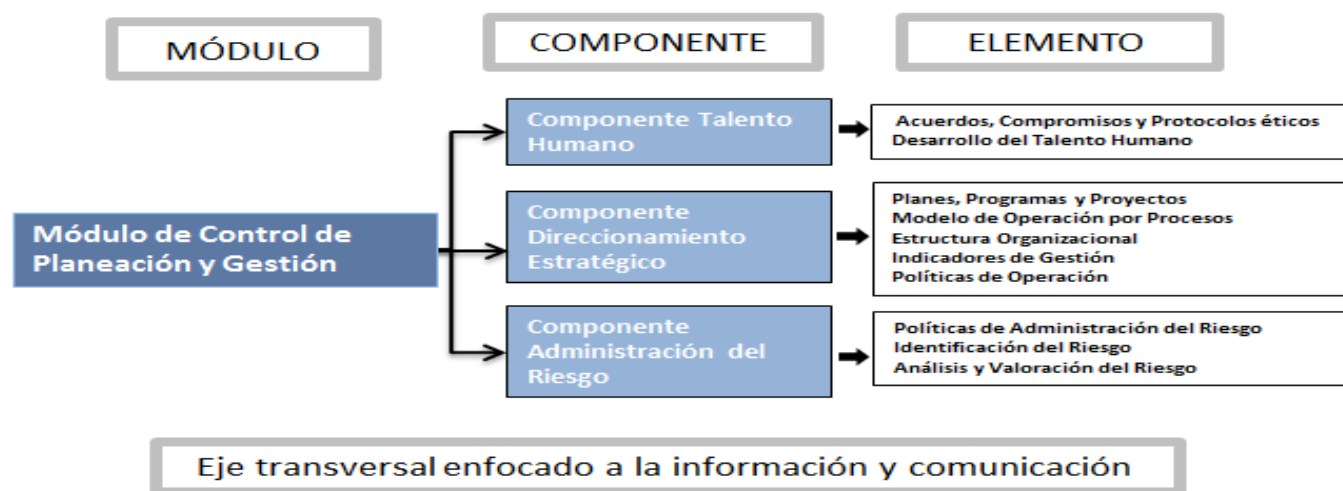 MÓDULO
COMPONENTE
ELEMENTO
Módulo de Control de
Planeación y Gestión
Componente Talento
Humano
Acuerdos, Compromisos y Protocolos éticos
Desarrollo del Talento Humano
Componente
Direccionamiento
Estratégico
Planes, Programas y Proyectos
Modelo de Operación por Procesos
Estructura Organizacional
Indicadores de Gestión
Políticas de Operación
Componente
Administración del
Riesgo
Políticas de Administración del Riesgo
Identificación del Riesgo
Análisis y Valoración del Riesgo
Eje transversal enfocado a la información y comunicación